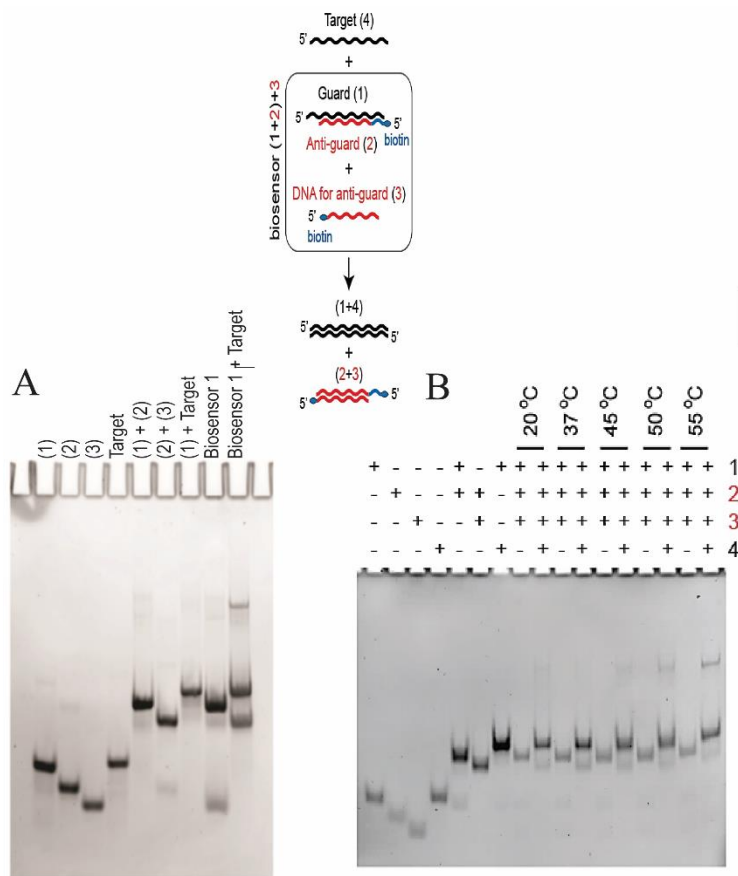 Target (4)
5'
+
biosensor (1+2)+3
Guard (1)
5'
5'
Anti-guard (2)
biotin
+
DNA for anti-guard (3)
5'
biotin
(1+4)
5'
5'
+
(2+3)
5'
5'
A
(1)
(2)
(3)
Target
(1) + (2)
(2) + (3)
(1) + Target
Biosensor 1
Biosensor 1 + Target
B
20 °C
37 °C
45 °C
50 °C
55 °C
+ - - - + - + + + + + + + + + + + 1
- + - - + + - + + + + + + + + + + 2
- - + - - + - + + + + + + + + + + 3
- - - + - - + - + - + - + - + - + 4